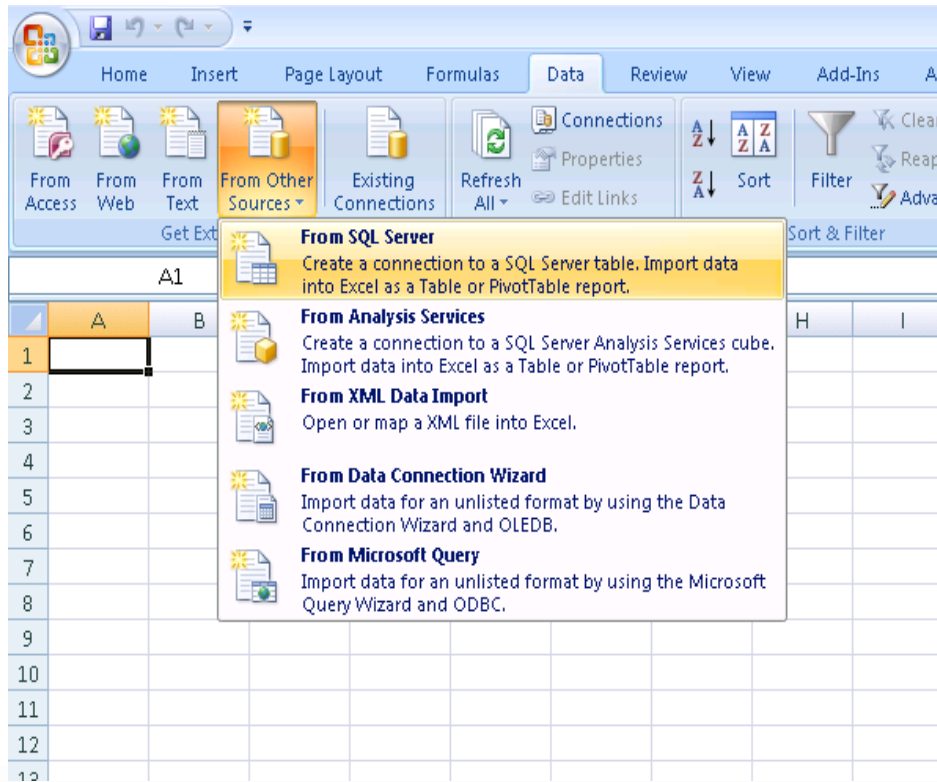 Home Insert Page Layout Formulas Data Review View Add-Ins A
From Access
From Web
From Text
From Other Sources
Existing Connections
Refresh All
Connections
Properties
Edit Links
A Z
Z A
A Z
Z A
Sort
Filter
Clea
Reap
Adva
Get Ext
Sort & Filter
A1
From SQL Server
Create a connection to a SQL Server table. Import data
into Excel as a Table or PivotTable report.
From Analysis Services
Create a connection to a SQL Server Analysis Services cube.
Import data into Excel as a Table or PivotTable report.
From XML Data Import
Open or map a XML file into Excel.
From Data Connection Wizard
Import data for an unlisted format by using the Data
Connection Wizard and OLEDB.
From Microsoft Query
Import data for an unlisted format by using the Microsoft
Query Wizard and ODBC.
A B H I
1
2
3
4
5
6
7
8
9
10
11
12
13